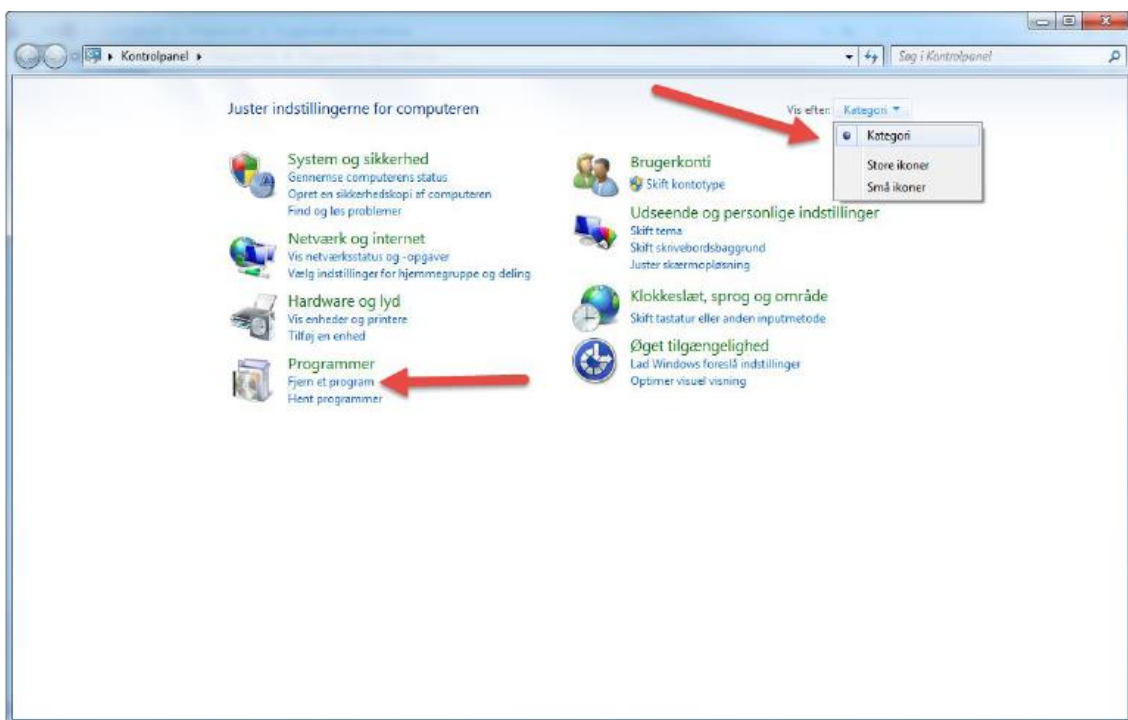 Kontrolpanel
Søg i Kontrolpanel
Juster indstillingerne for computeren
Vis efter: Kategori
Kategori
Store ikoner
Små ikoner
System og sikkerhed
Gennemse computerens status
Opret en sikkerhedskopi af computeren
Find og løs problemer
Netværk og internet
Vis netværksstatus og -opgaver
Vælg indstillinger for hjemmegruppe og deling
Hardware og lyd
Vis enheder og printere
Tilføj en enhed
Programmer
Fjern et program
Hent programmer
Brugerkonti
Skift kontotype
Udseende og personlige indstillinger
Skift tema
Skift skrivebordsbaggrund
Juster skærmopløsning
Klokkeslæt, sprog og område
Skift tastatur eller anden inputmetode
Øget tilgængelighed
Lad Windows foreslå indstillinger
Optimer visuel visning